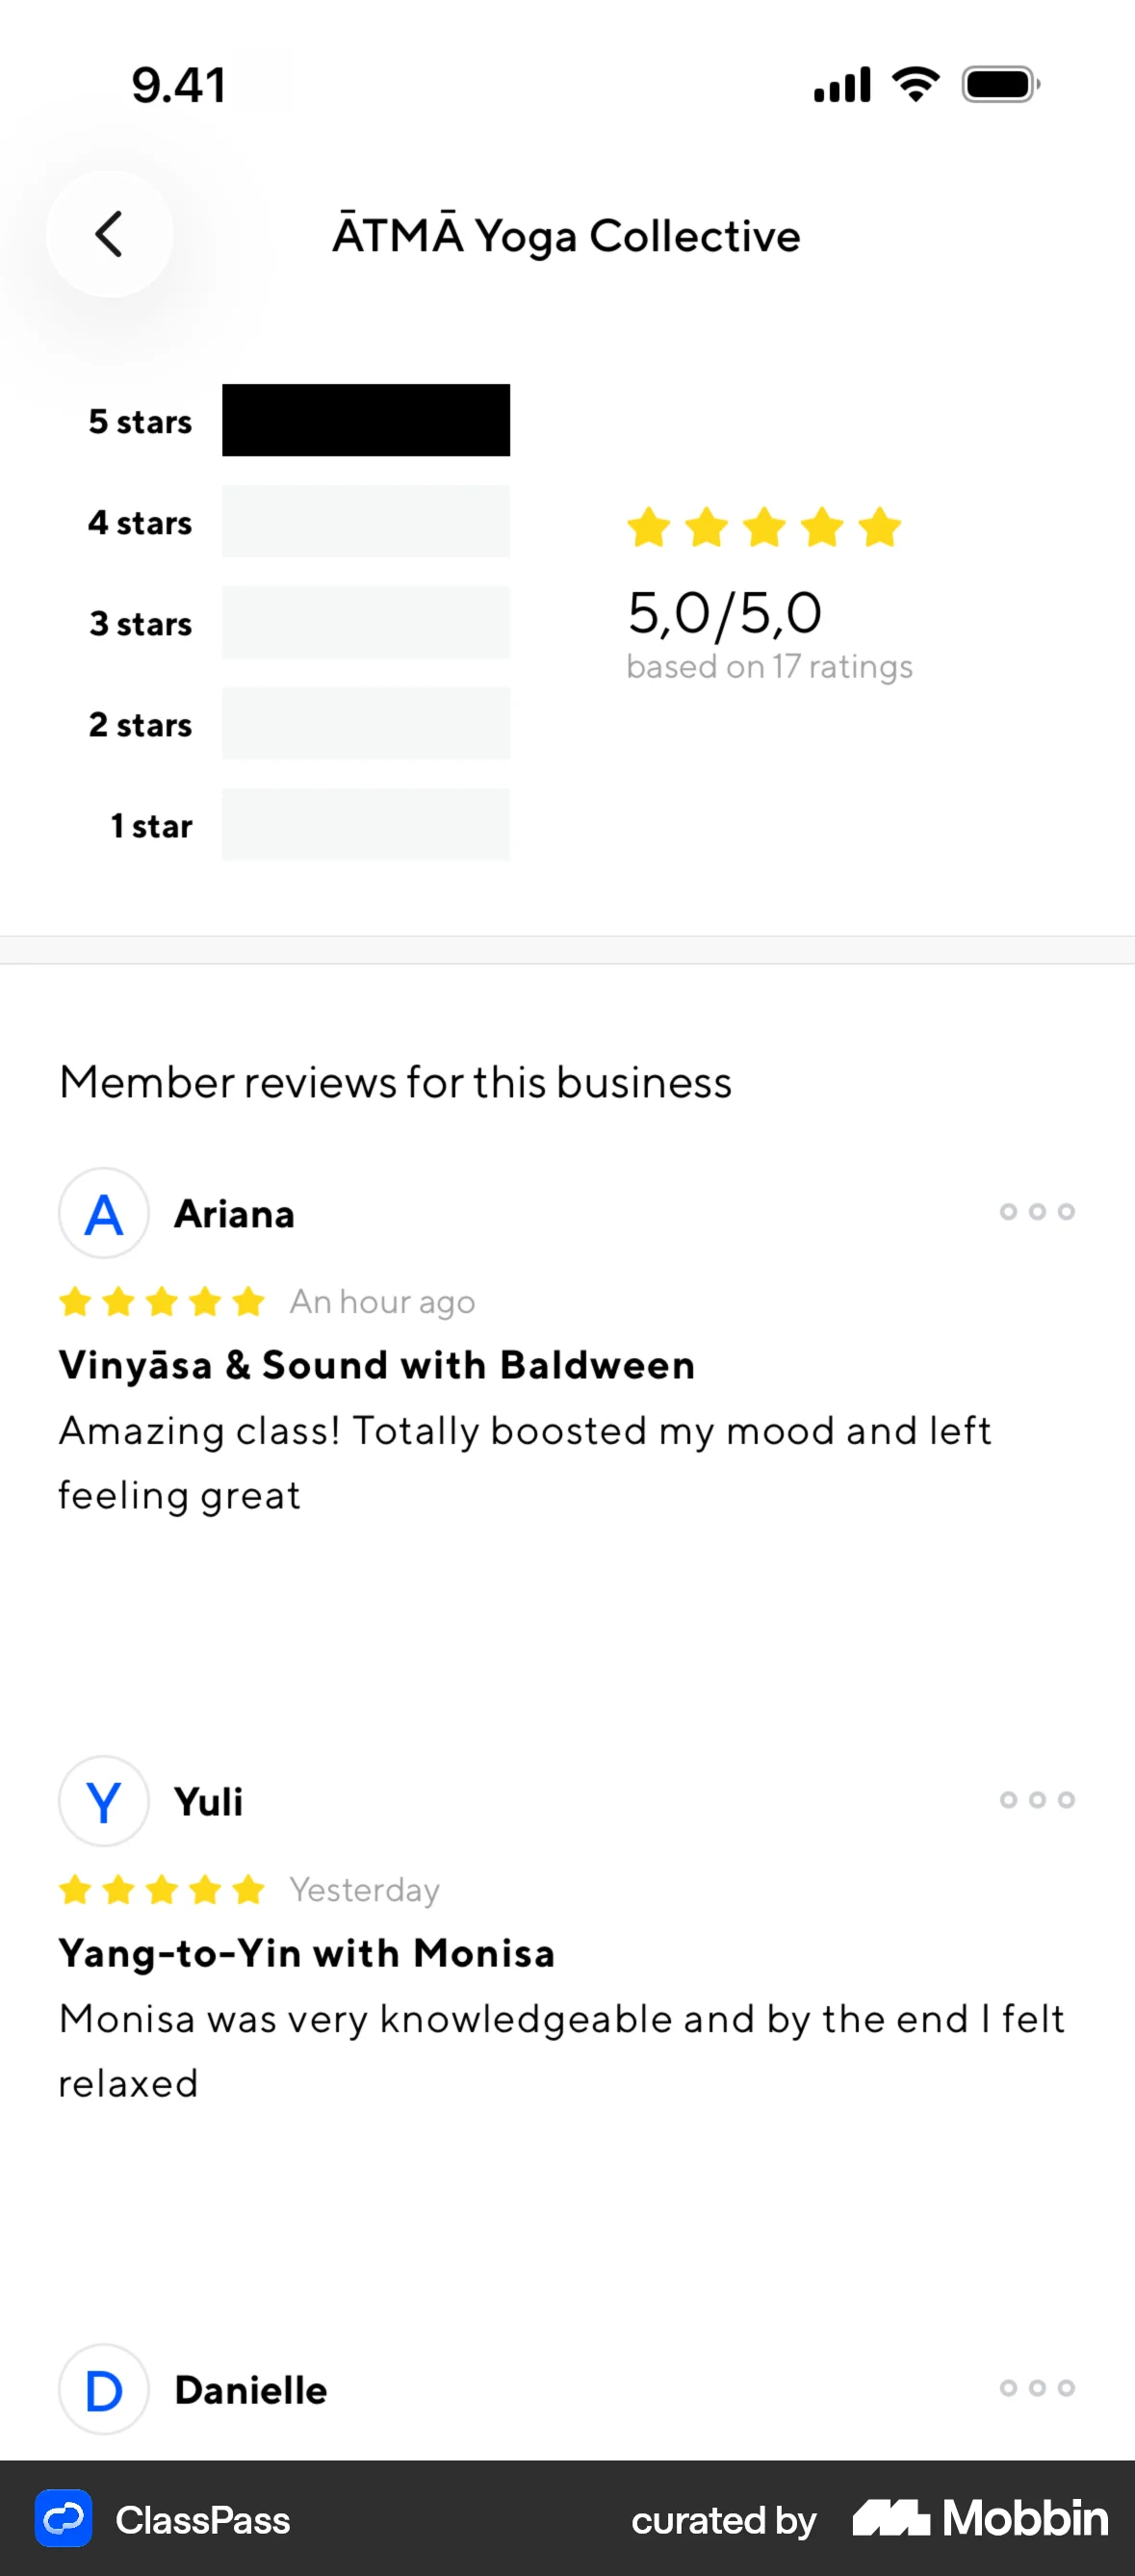 9.41
ĀTMĀ Yoga Collective
5 stars
4 stars
3 stars
2 stars
1 star
5,0/5,0
based on 17 ratings
Member reviews for this business
A Ariana
An hour ago
Vinyāsa & Sound with Baldween
Amazing class! Totally boosted my mood and left
feeling great
Y Yuli
Yesterday
Yang-to-Yin with Monisa
Monisa was very knowledgeable and by the end I felt
relaxed
D Danielle
ClassPass curated by Mobbin